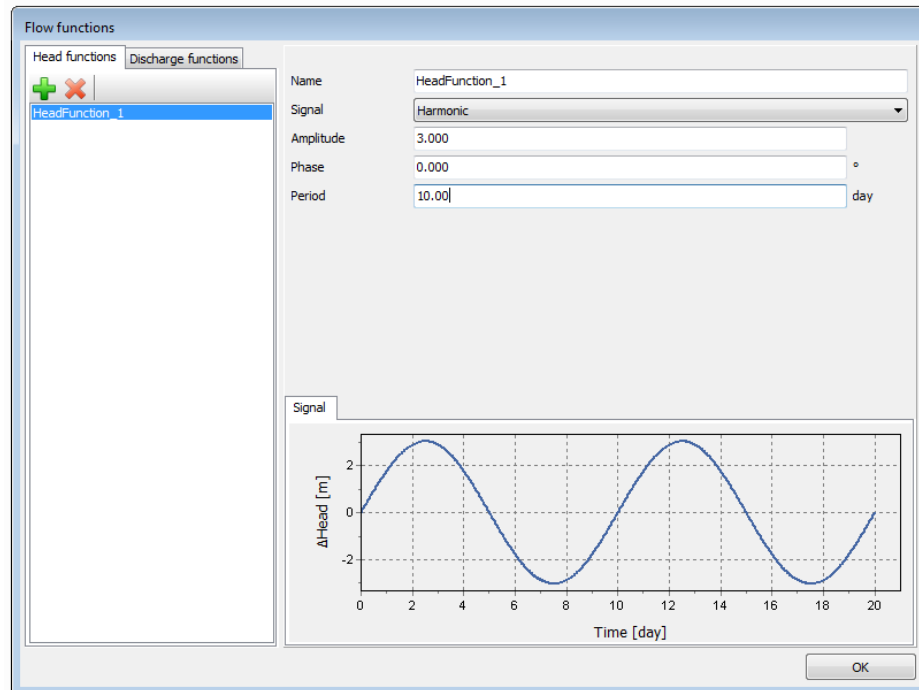 Flow functions
Head functions Discharge functions
HeadFunction_1
Name HeadFunction_1
Signal Harmonic
Amplitude 3.000
Phase 0.000 °
Period 10.00 day
Signal
ΔHead [m]
2
0
-2
0 2 4 6 8 10 12 14 16 18 20
Time [day]
OK